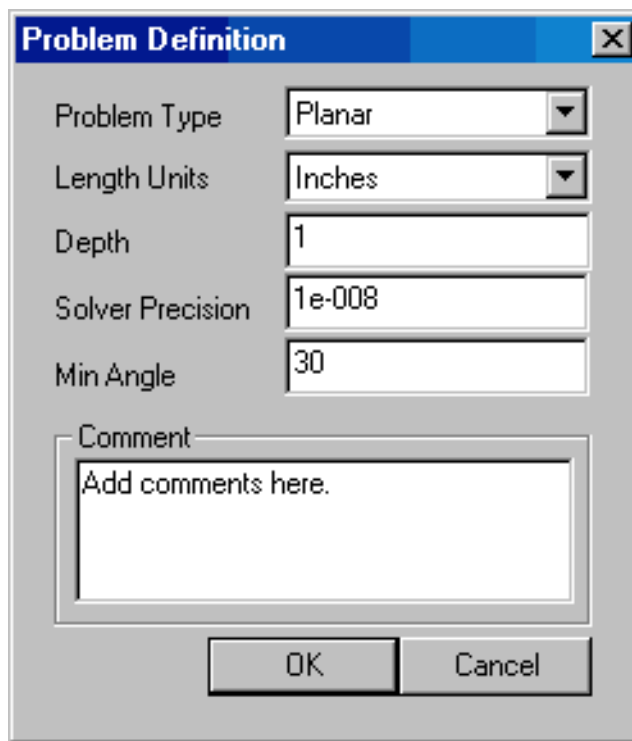 Problem Definition
Problem Type Planar
Length Units Inches
Depth 1
Solver Precision 1e-008
Min Angle 30
Comment
Add comments here.
OK Cancel